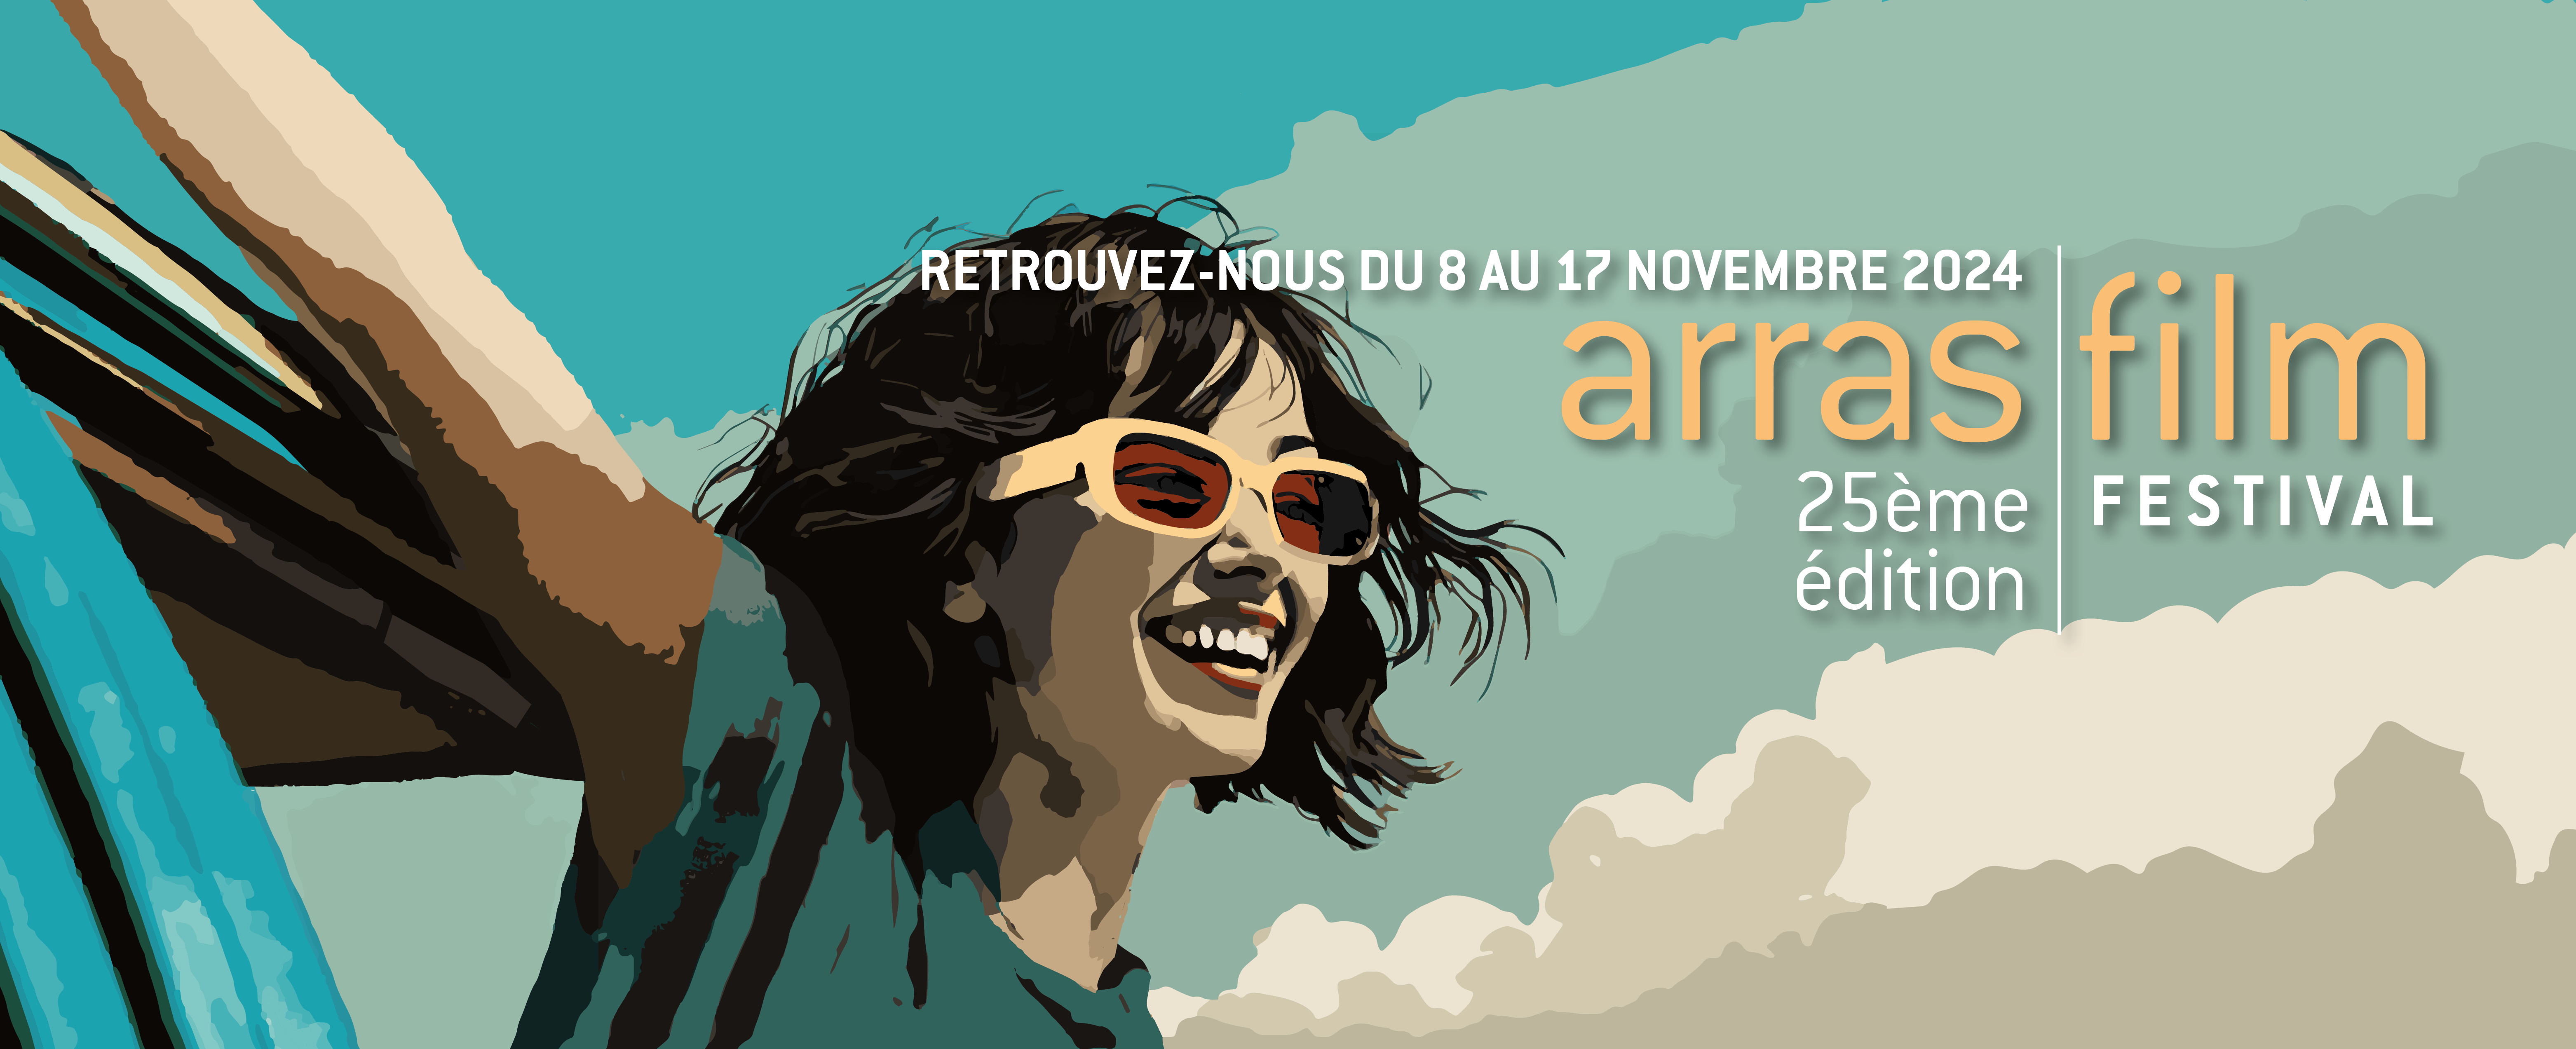 RETROUVEZ-NOUS DU 8 AU 17 NOVEMBRE 2024
arras film
25ème FESTIVAL
édition